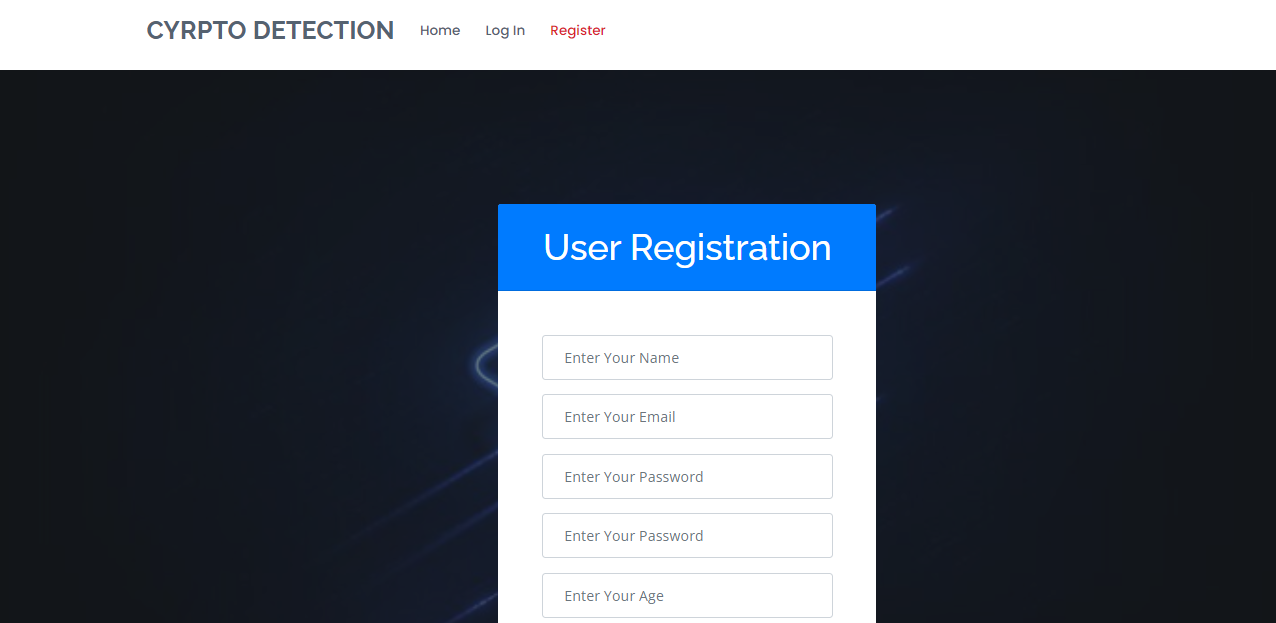 CYRPTO DETECTION Home Log In Register
User Registration
Enter Your Name
Enter Your Email
Enter Your Password
Enter Your Password
Enter Your Age